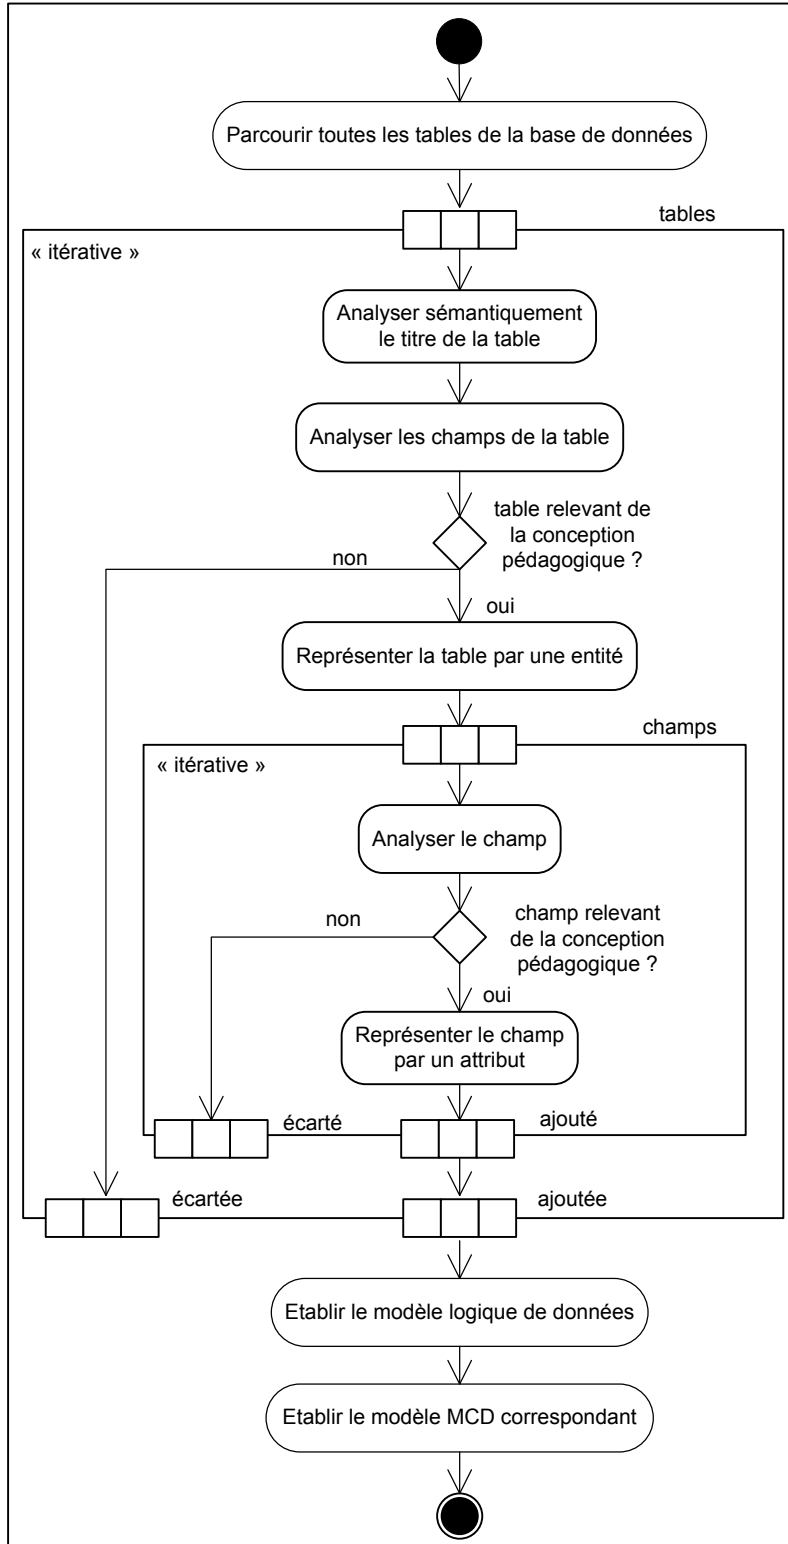 Parcourir toutes les tables de la base de données
tables
« itérative »
Analyser sémantiquement
le titre de la table
Analyser les champs de la table
table relevant de
la conception
pédagogique ?
non
oui
Représenter la table par une entité
champs
« itérative »
Analyser le champ
champ relevant
de la conception
pédagogique ?
non
oui
Représenter le champ
par un attribut
écarté
ajouté
écartée
ajoutée
Etablir le modèle logique de données
Etablir le modèle MCD correspondant